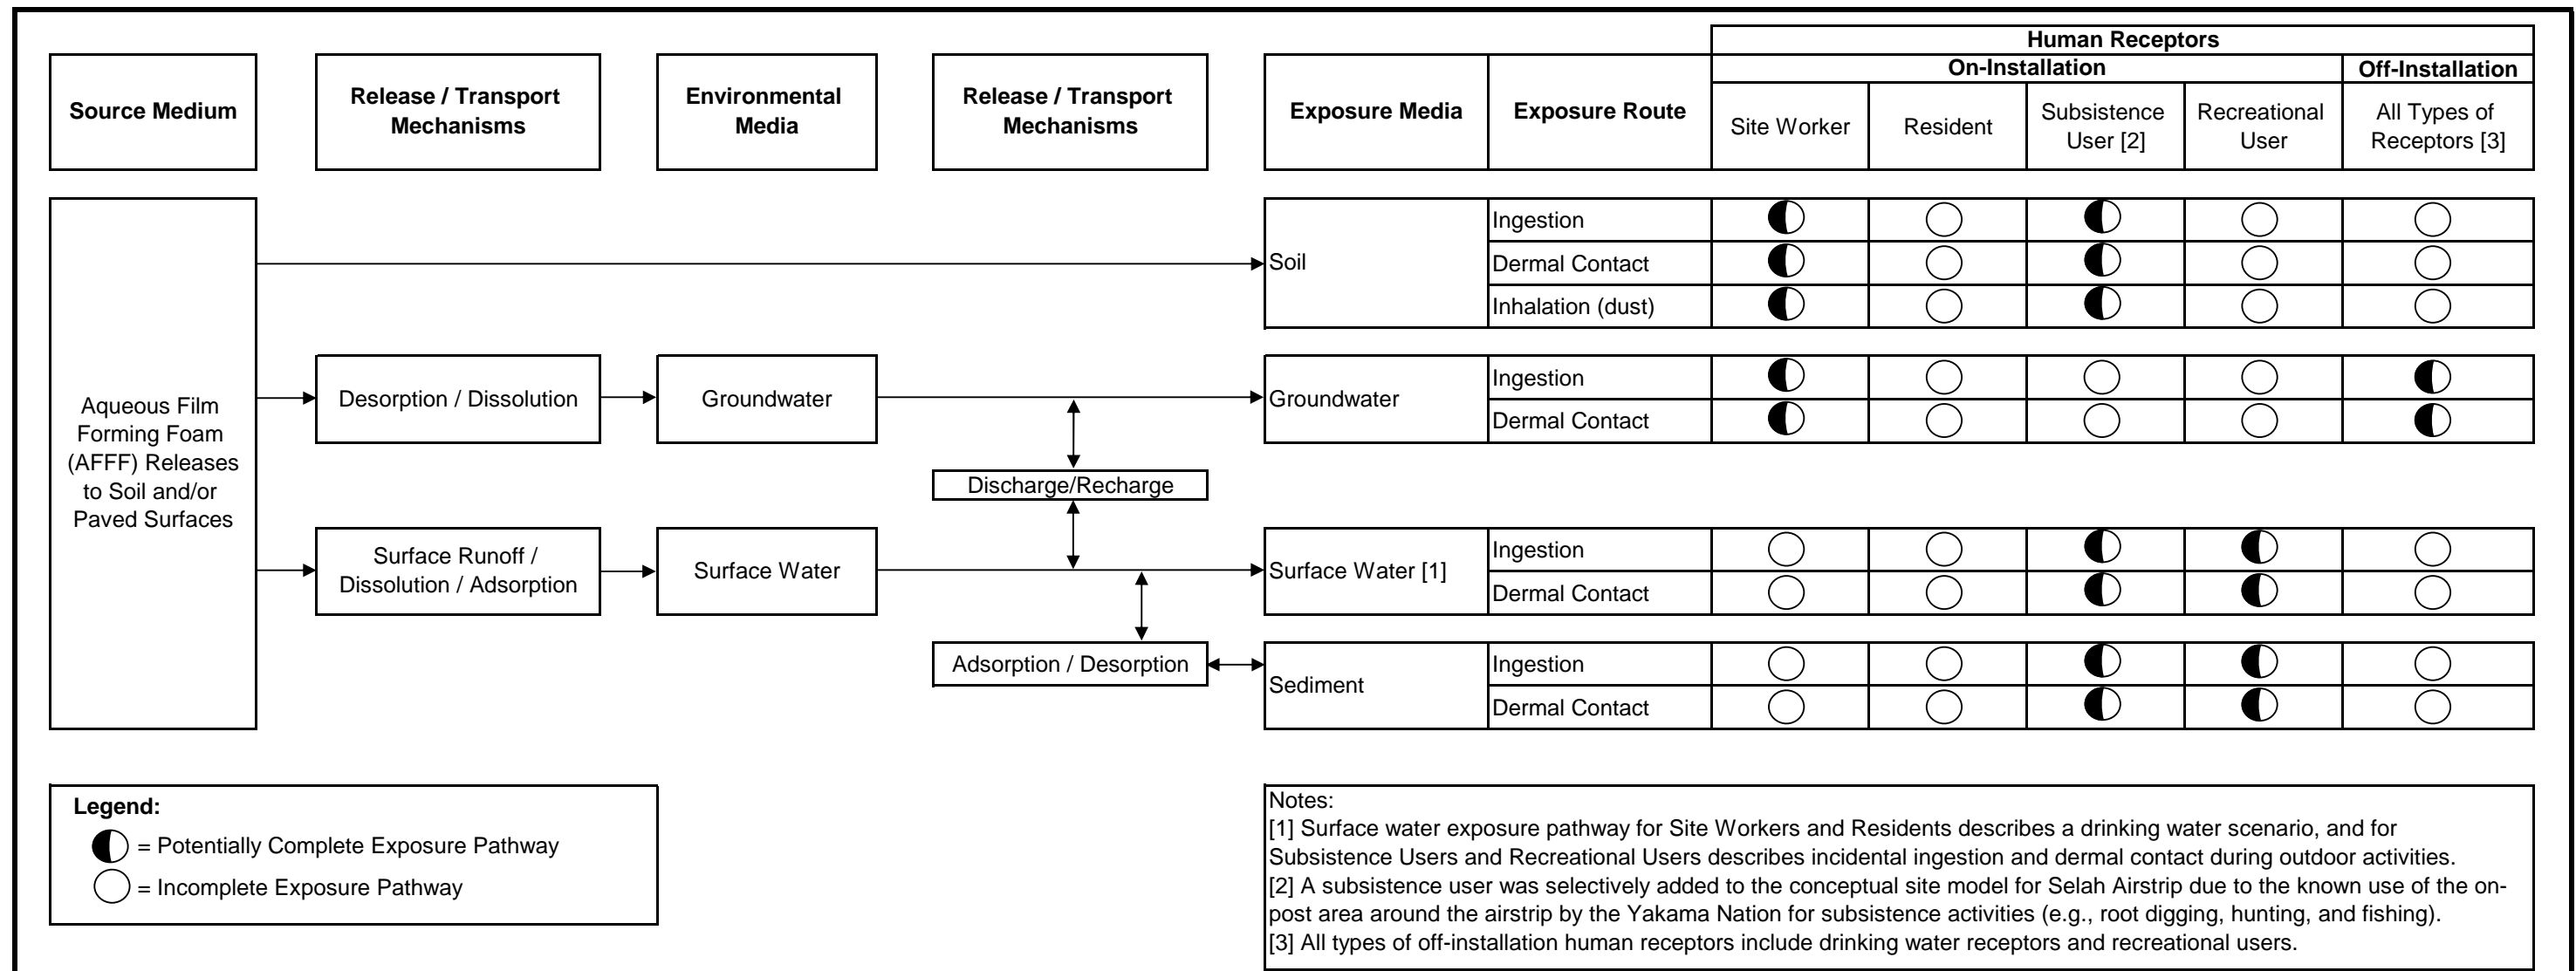 Human Receptors
On-Installation
Off-Installation
Source Medium
Release / Transport
Mechanisms
Environmental
Media
Release / Transport
Mechanisms
Exposure Media
Exposure Route
Site Worker
Resident
Subsistence
User [2]
Recreational
User
All Types of
Receptors [3]
Aqueous Film
Forming Foam
(AFFF) Releases
to Soil and/or
Paved Surfaces
Soil
Ingestion
Dermal Contact
Inhalation (dust)
Desorption / Dissolution
Groundwater
Groundwater
Ingestion
Dermal Contact
Discharge/Recharge
Surface Runoff /
Dissolution / Adsorption
Surface Water
Surface Water [1]
Ingestion
Dermal Contact
Adsorption / Desorption
Sediment
Ingestion
Dermal Contact
Legend:
= Potentially Complete Exposure Pathway
= Incomplete Exposure Pathway
Notes:
[1] Surface water exposure pathway for Site Workers and Residents describes a drinking water scenario, and for
Subsistence Users and Recreational Users describes incidental ingestion and dermal contact during outdoor activities.
[2] A subsistence user was selectively added to the conceptual site model for Selah Airstrip due to the known use of the on-
post area around the airstrip by the Yakama Nation for subsistence activities (e.g., root digging, hunting, and fishing).
[3] All types of off-installation human receptors include drinking water receptors and recreational users.